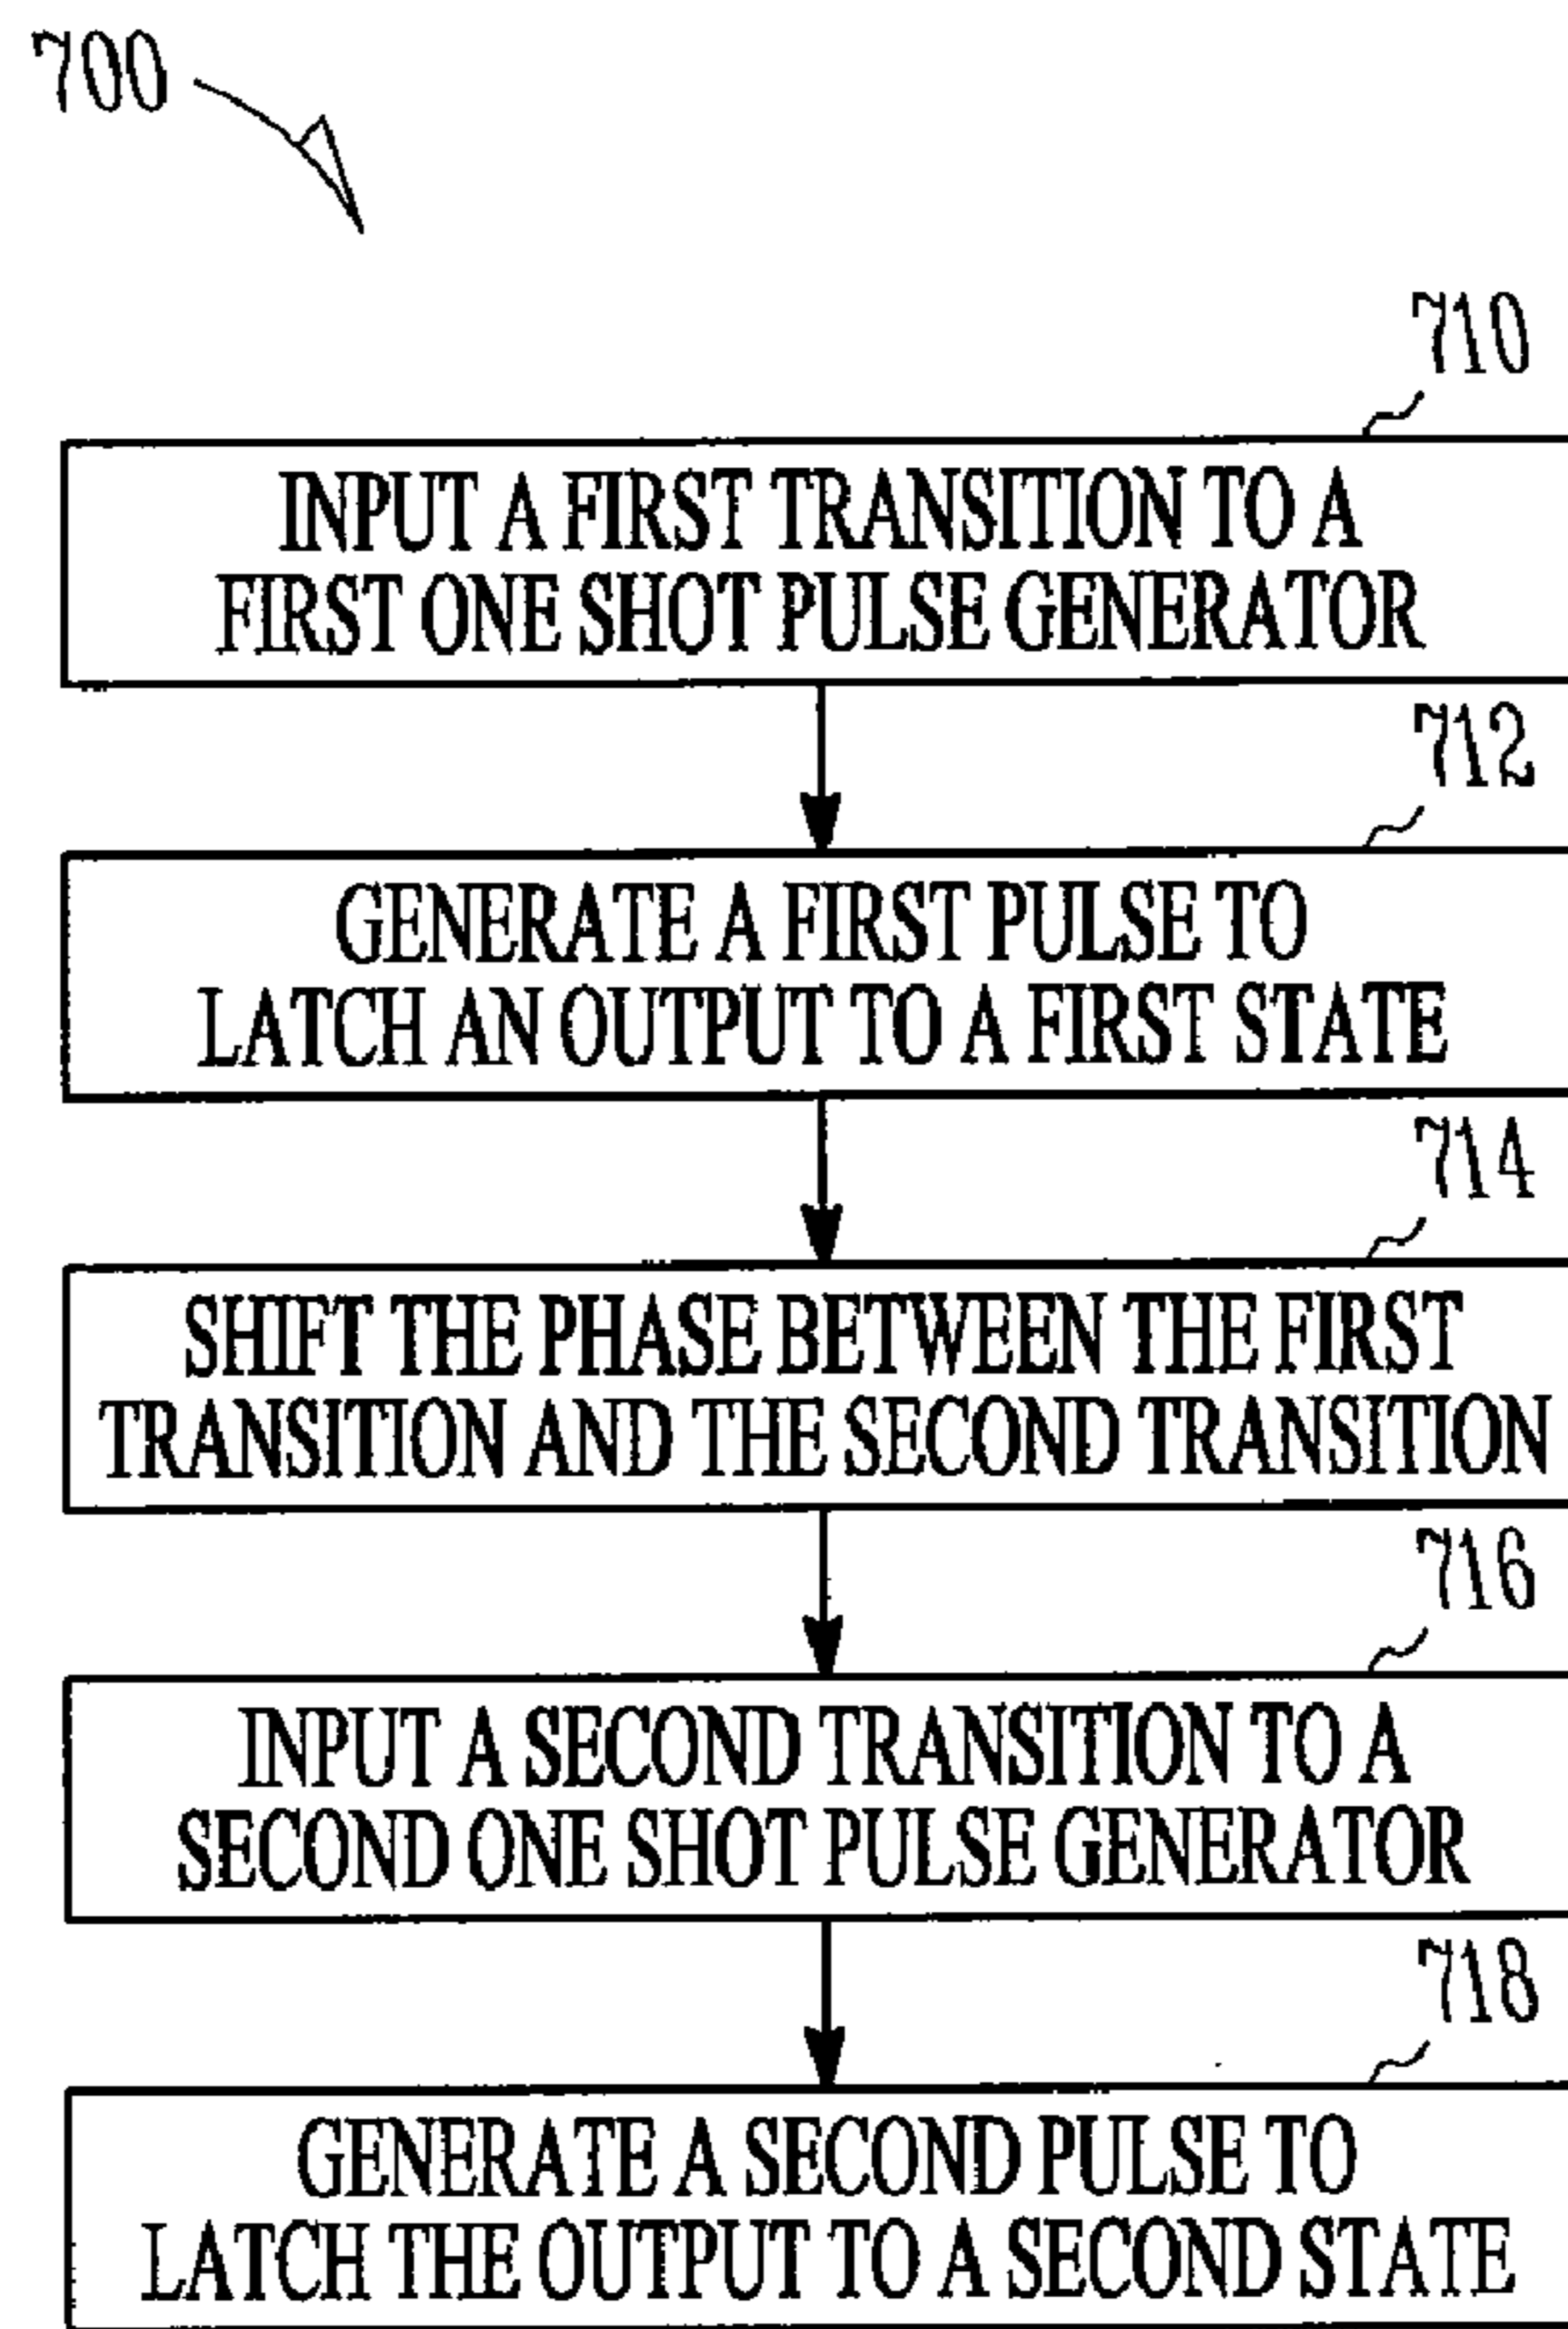 700
710
INPUT A FIRST TRANSITION TO A
FIRST ONE SHOT PULSE GENERATOR
712
GENERATE A FIRST PULSE TO
LATCH AN OUTPUT TO A FIRST STATE
714
SHIFT THE PHASE BETWEEN THE FIRST
TRANSITION AND THE SECOND TRANSITION
716
INPUT A SECOND TRANSITION TO A
SECOND ONE SHOT PULSE GENERATOR
718
GENERATE A SECOND PULSE TO
LATCH THE OUTPUT TO A SECOND STATE